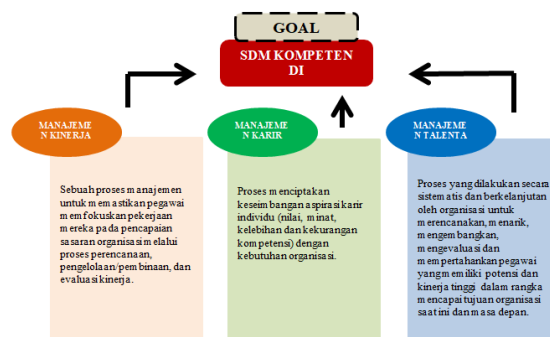 GOAL
SDM KOMPETEN
DI
MANAJEME
N KINERJA
MANAJEME
N KARIR
MANAJEME
N TALENTA
Sebuah proses manajemen
untuk memastikan pegawai
memfokuskan pekerjaan
mereka pada pencapaian
sasaran organisasi melalui
proses perencanaan,
pengelolaan/pembinaan, dan
evaluasi kinerja.
Proses menciptakan
keseimbangan aspirasi karir
individu (nilai, minat,
kelebihan dan kekurangan
kompetensi) dengan
kebutuhan organisasi.
Proses yang dilakukan secara
sistematis dan berkelanjutan
oleh organisasi untuk
merencanakan, menarik,
mengembangkan,
mengevaluasi dan
mempertahankan pegawai
yang memiliki potensi dan
kinerja tinggi dalam rangka
mencapai tujuan organisasi
saat ini dan masa depan.